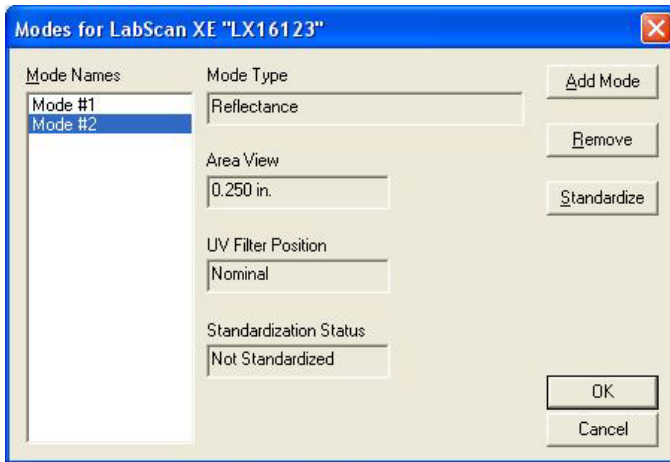 Modes for LabScan XE "LX16123"
Mode Names
Mode #1
Mode #2
Mode Type
Reflectance
Area View
0.250 in.
UV Filter Position
Nominal
Standardization Status
Not Standardized
Add Mode
Remove
Standardize
OK
Cancel